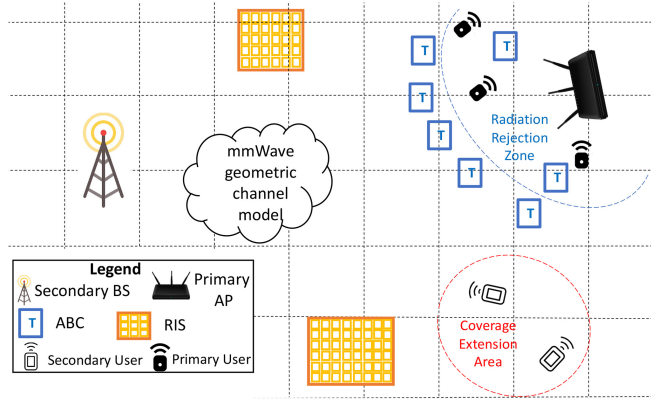 T
T
T
T
T
T
T
mmWave
geometric
channel
model
Radiation
Rejection
Zone
Legend
Secondary BS
Primary
AP
T
ABC
RIS
Secondary User
Primary User
Coverage
Extension
Area